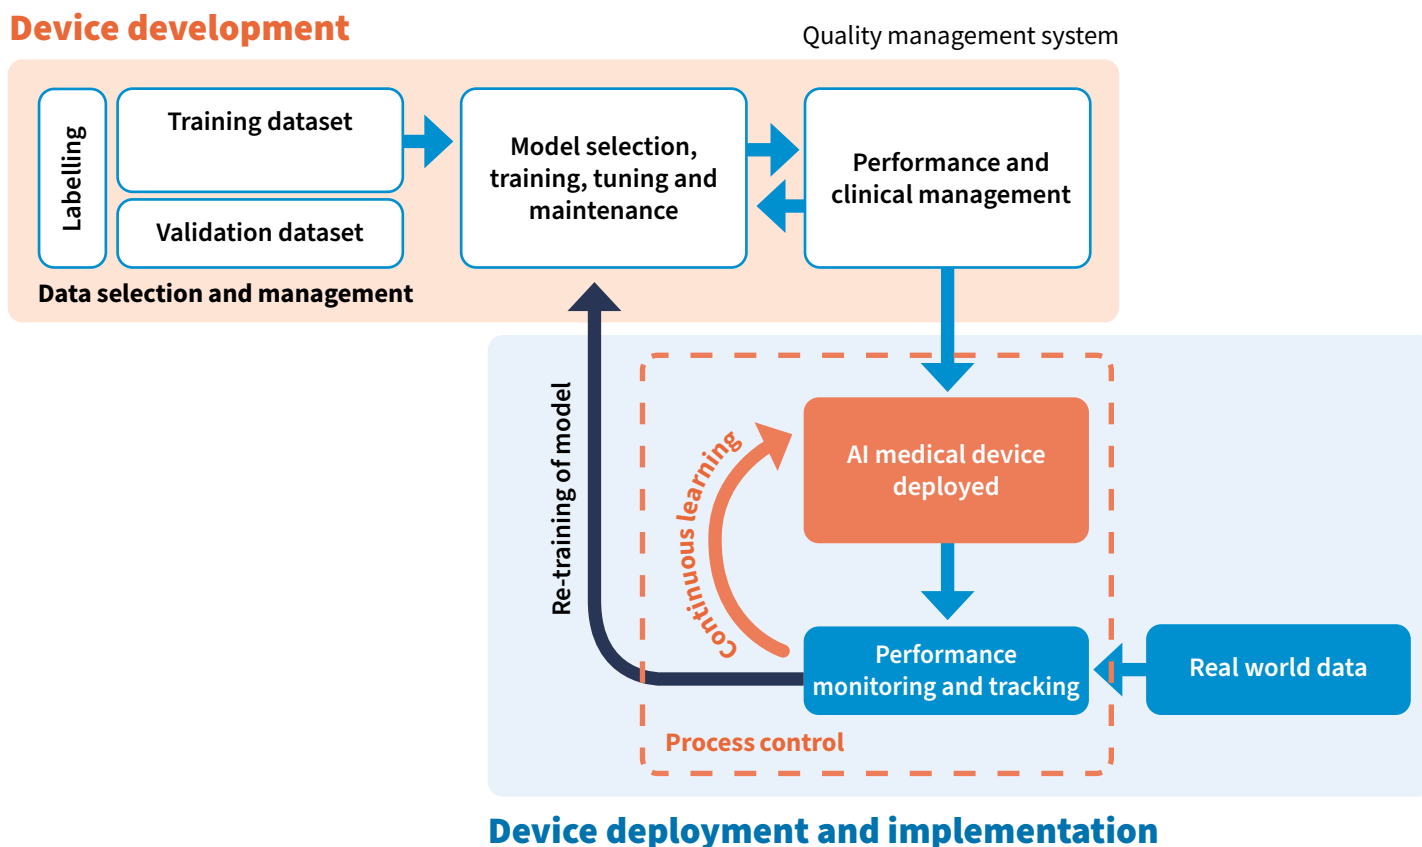 Device development
Quality management system
Labelling
Training dataset
Validation dataset
Data selection and management
Model selection,
training, tuning and
maintenance
Performance and
clinical management
Re-training of model
Continuous learning
AI medical device
deployed
Performance
monitoring and tracking
Real world data
Process control
Device deployment and implementation